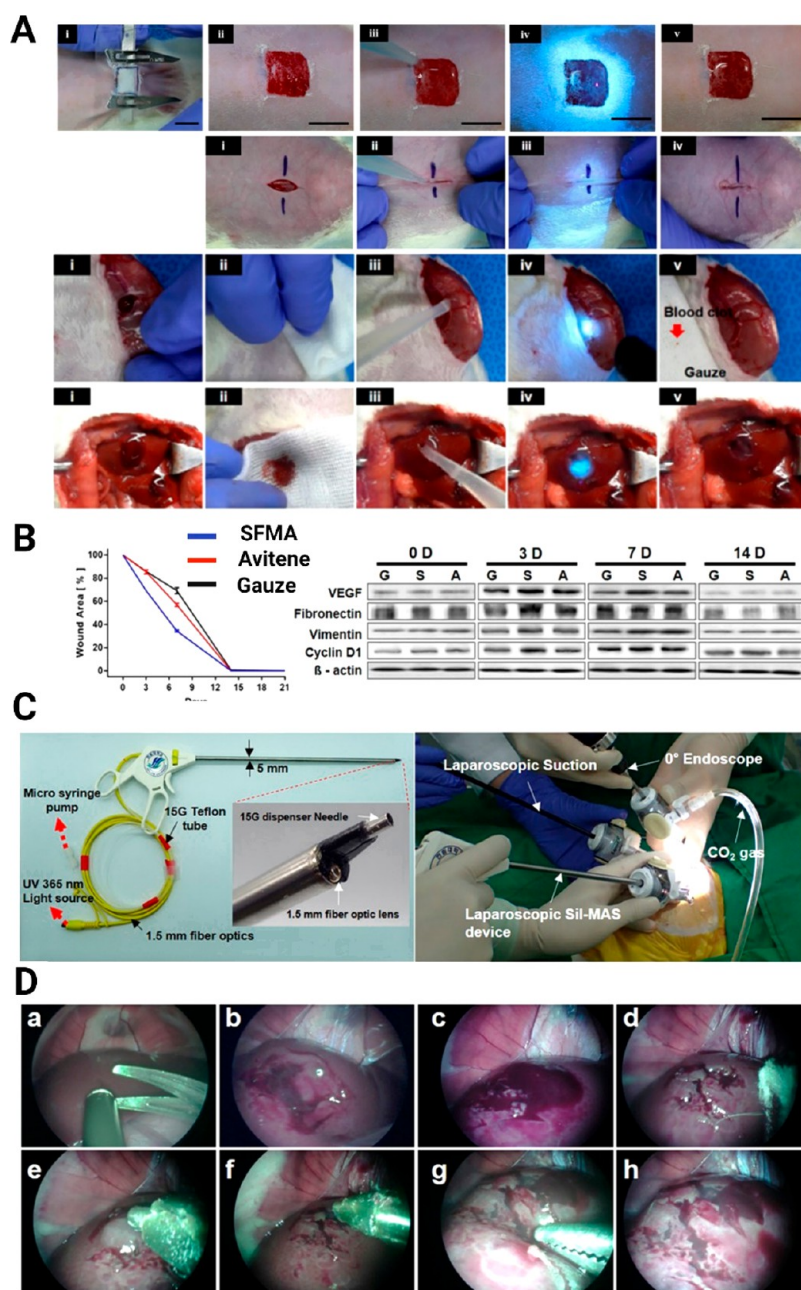 A
i ii iii iv v
i ii iii iv
i ii iii iv v
Blood clot
Gauze
i ii iii iv v
B
SFMA
Avitene
Gauze
Wound Area [ % ]
100
80
60
40
20
0
0 3 6 9 12 15 18 21
Days
0 D 3 D 7 D 14 D
G S A G S A G S A G S A
VEGF
Fibronectin
Vimentin
Cyclin D1
ß - actin
C
5 mm
Micro syringe
pump
15G Teflon
tube
UV 365 nm
Light source
1.5 mm fiber optics
15G dispenser Needle
1.5 mm fiber optic lens
0° Endoscope
Laparoscopic Suction
CO2 gas
Laparoscopic Sil-MAS
device
D
a b c d
e f g h